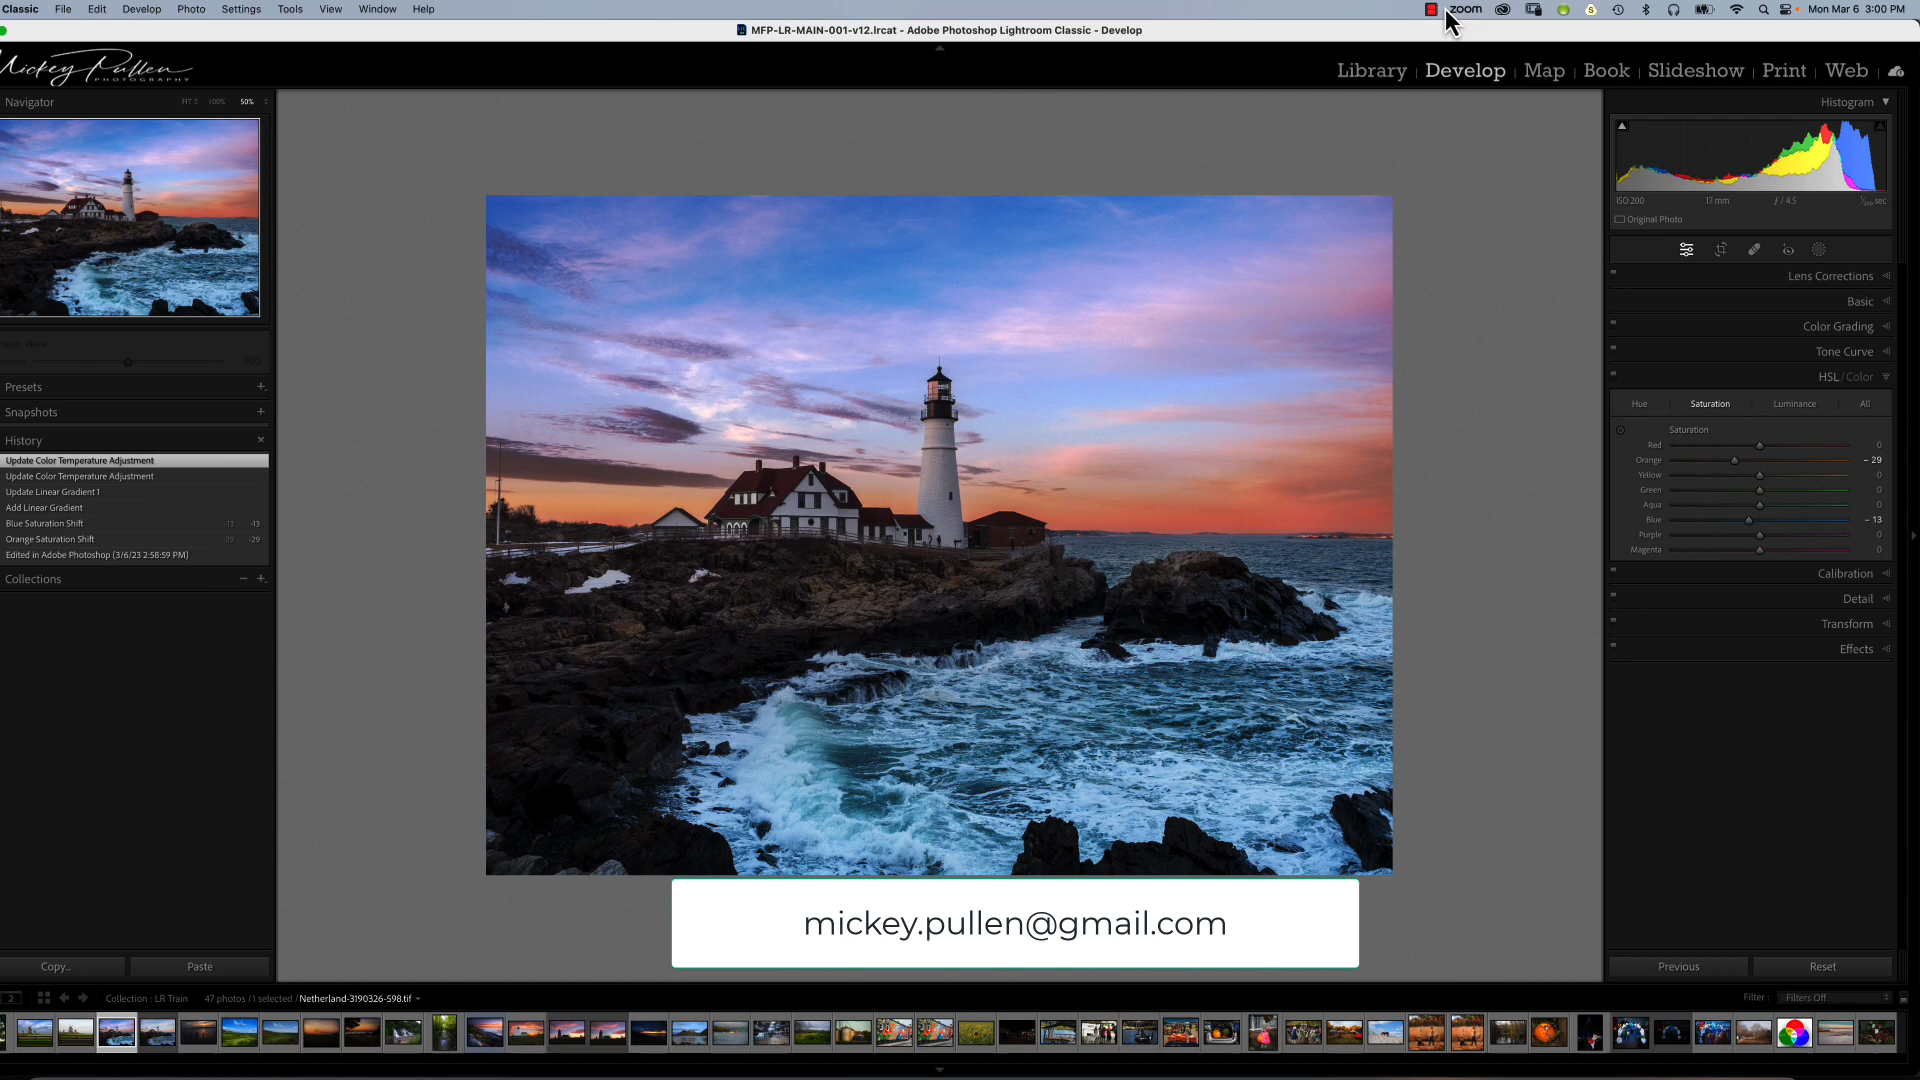 Classic File Edit Develop Photo Settings Tools View Window Help zoom Mon Mar 6 3:00 PM
MFP-LR-MAIN-001-v12.lrcat - Adobe Photoshop Lightroom Classic - Develop
Mickey Pullen
PHOTOGRAPHY
Library | Develop | Map | Book | Slideshow | Print | Web
Navigator FIT 100% 50%
Histogram
ISO 200 17 mm ƒ / 4.5 sec
Original Photo
Lens Corrections
Basic
Color Grading
Tone Curve
HSL / Color
Hue Saturation Luminance All
Saturation
Red 0
Orange - 29
Yellow 0
Green 0
Aqua 0
Blue - 13
Purple 0
Magenta 0
Calibration
Detail
Transform
Effects
100
Presets
Snapshots
History
Update Color Temperature Adjustment
Update Color Temperature Adjustment
Update Linear Gradient 1
Add Linear Gradient
Blue Saturation Shift -13 -13
Orange Saturation Shift -29 -29
Edited in Adobe Photoshop (3/6/23 2:58:59 PM)
Collections
mickey.pullen@gmail.com
Copy... Paste
Previous Reset
2 Collection : LR Train 47 photos / 1 selected / Netherland-3190326-598.tif
Filter : Filters Off